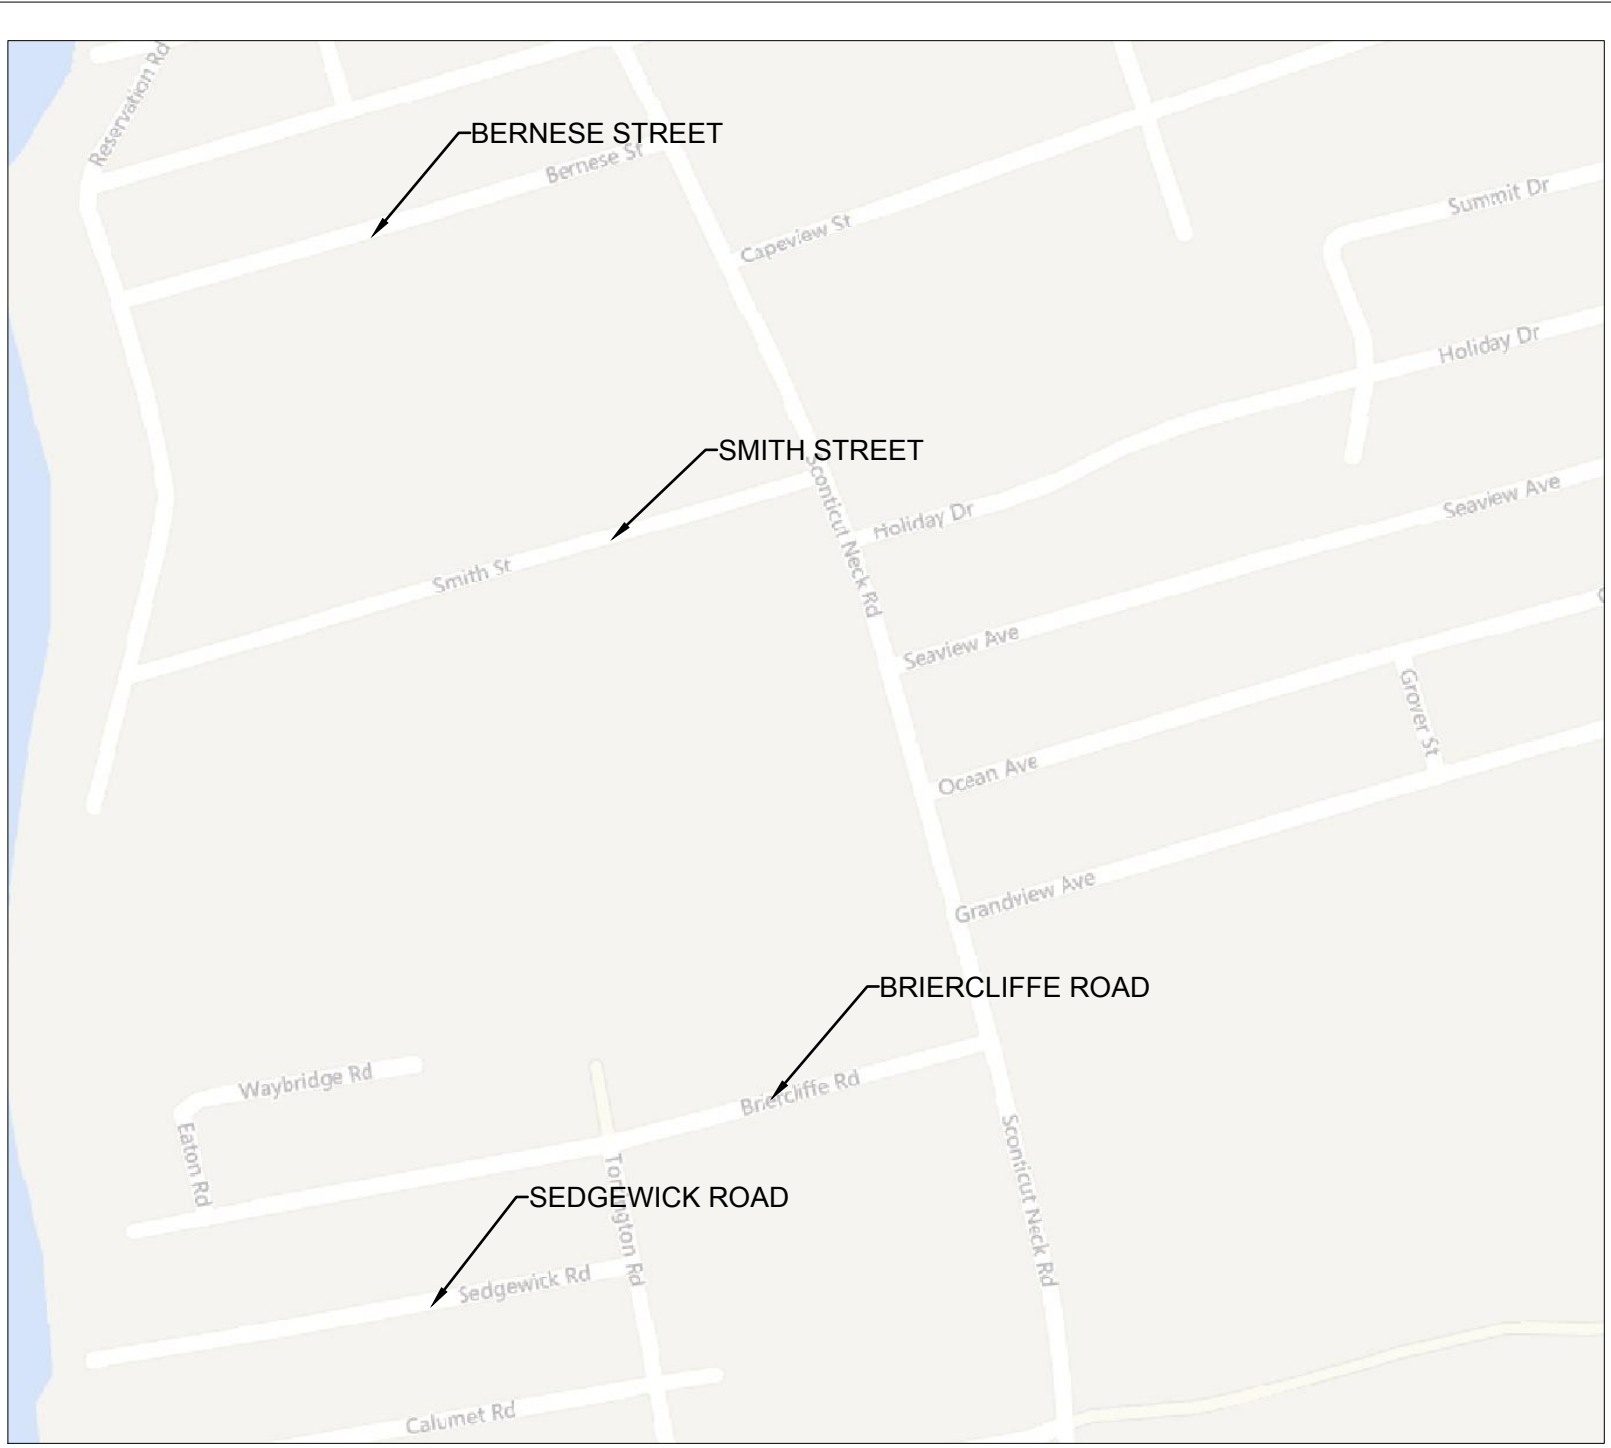 Reservation Rd
BERNESE STREET
Bernese St
Capeview St
Summit Dr
Holiday Dr
SMITH STREET
Sconticut Neck Rd
Holiday Dr
Seaview Ave
Smith St
Seaview Ave
Grover St
Ocean Ave
Grandview Ave
BRIERCLIFFE ROAD
Waybridge Rd
Briercliffe Rd
Eaton Rd
Torrington Rd
Sconticut Neck Rd
SEDGEWICK ROAD
Sedgewick Rd
Calumet Rd